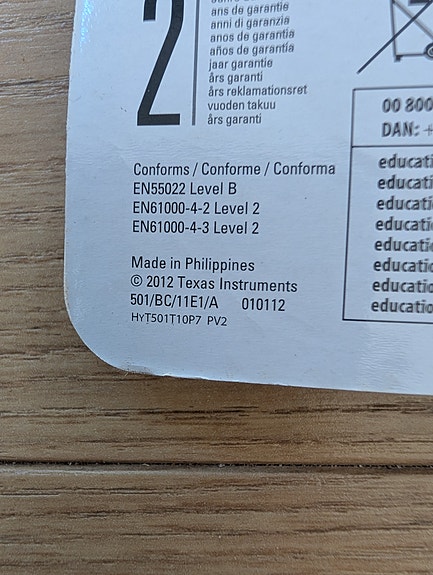 2
ans de garantie
anni di garanzia
anos de garantia
años de garantía
jaar garantie
års garanti
års reklamationsret
vuoden takuu
års garanti
00 800
DAN: +
Conforms / Conforme / Conforma
EN55022 Level B
EN61000-4-2 Level 2
EN61000-4-3 Level 2
Made in Philippines
© 2012 Texas Instruments
501/BC/11E1/A 010112
HYT501T10P7 PV2
educati
educati
educati
educati
educati
educatio
educatio
educatio